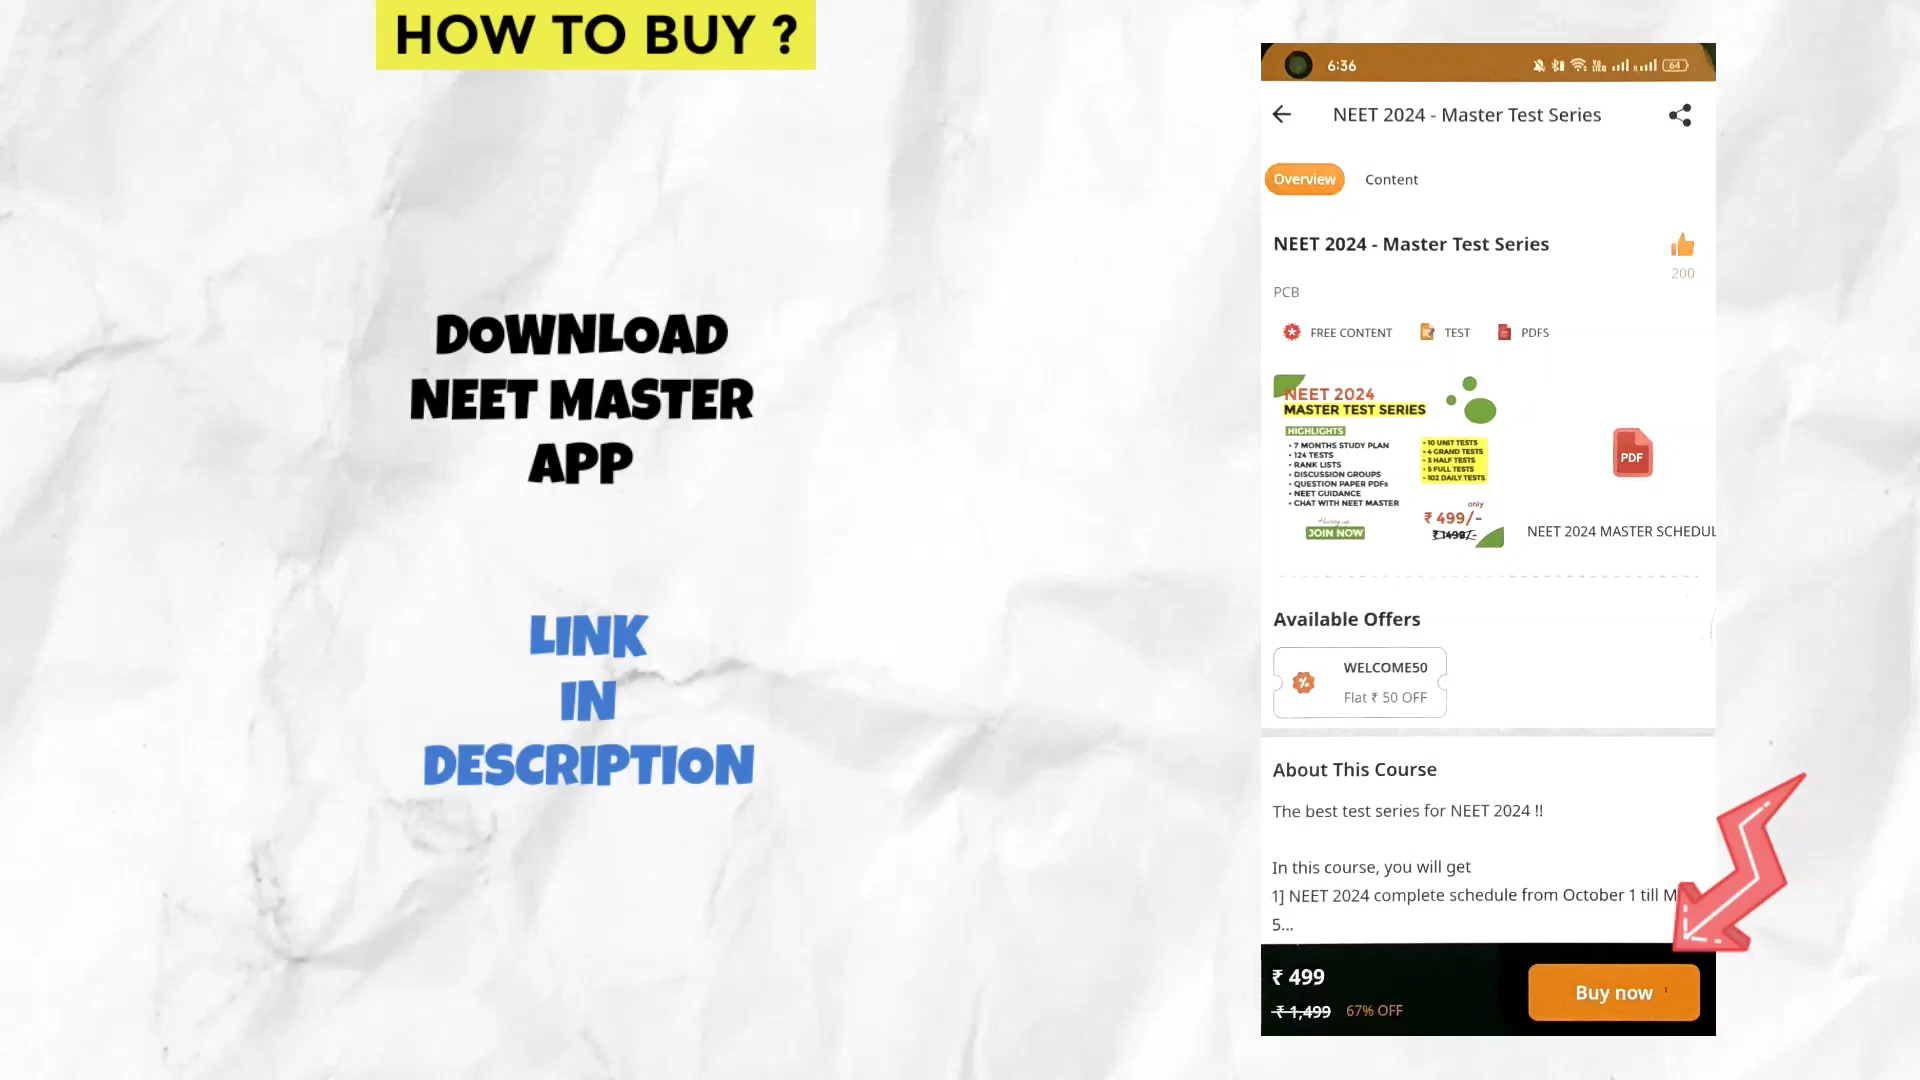 HOW TO BUY ?
DOWNLOAD
NEET MASTER
APP
LINK
IN
DESCRIPTION
6:36
64
NEET 2024 - Master Test Series
Overview
Content
NEET 2024 - Master Test Series
200
PCB
FREE CONTENT
TEST
PDFS
NEET 2024
MASTER TEST SERIES
HIGHLIGHTS
• 7 MONTHS STUDY PLAN
• 124 TESTS
• RANK LISTS
• DISCUSSION GROUPS
• QUESTION PAPER PDFs
• NEET GUIDANCE
• CHAT WITH NEET MASTER
• 10 UNIT TESTS
• 4 GRAND TESTS
• 3 HALF TESTS
• 5 FULL TESTS
• 102 DAILY TESTS
only
₹ 499/-
₹ 1499/-
Hurry up
JOIN NOW
PDF
NEET 2024 MASTER SCHEDUL
Available Offers
WELCOME50
Flat ₹ 50 OFF
About This Course
The best test series for NEET 2024 !!
In this course, you will get
1] NEET 2024 complete schedule from October 1 till M
5...
₹ 499
₹ 1,499
67% OFF
Buy now